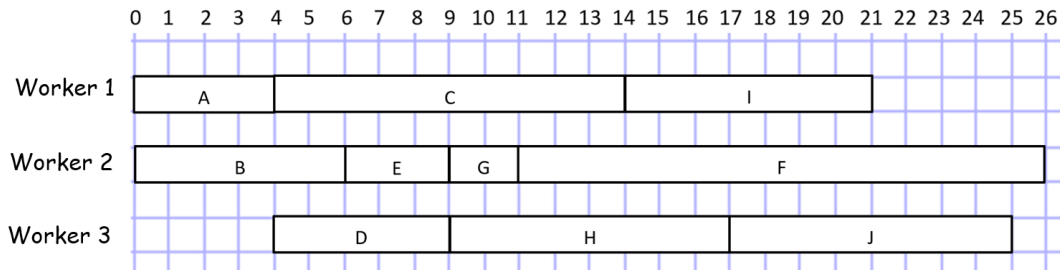 0 1 2 3 4 5 6 7 8 9 10 11 12 13 14 15 16 17 18 19 20 21 22 23 24 25 26
Worker 1 A C I
Worker 2 B E G F
Worker 3 D H J